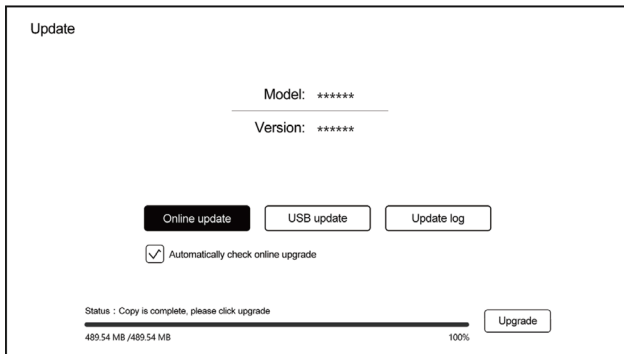 Update
Model: ******
Version: ******
Online update USB update Update log
Automatically check online upgrade
Status : Copy is complete, please click upgrade
Upgrade
489.54 MB /489.54 MB 100%